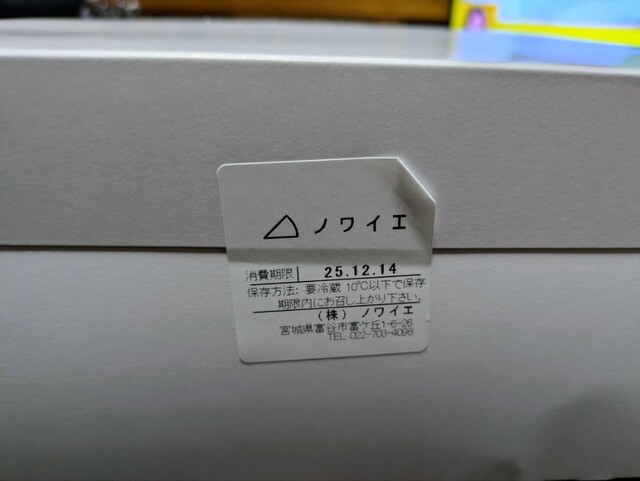 △ ノワイエ
消費期限 25.12.14
保存方法: 要冷蔵 10℃以下で保存
期限内にお召し上がり下さい。
(株) ノワイエ
宮城県富谷市富ケ丘1-6-26
TEL 022-703-4098